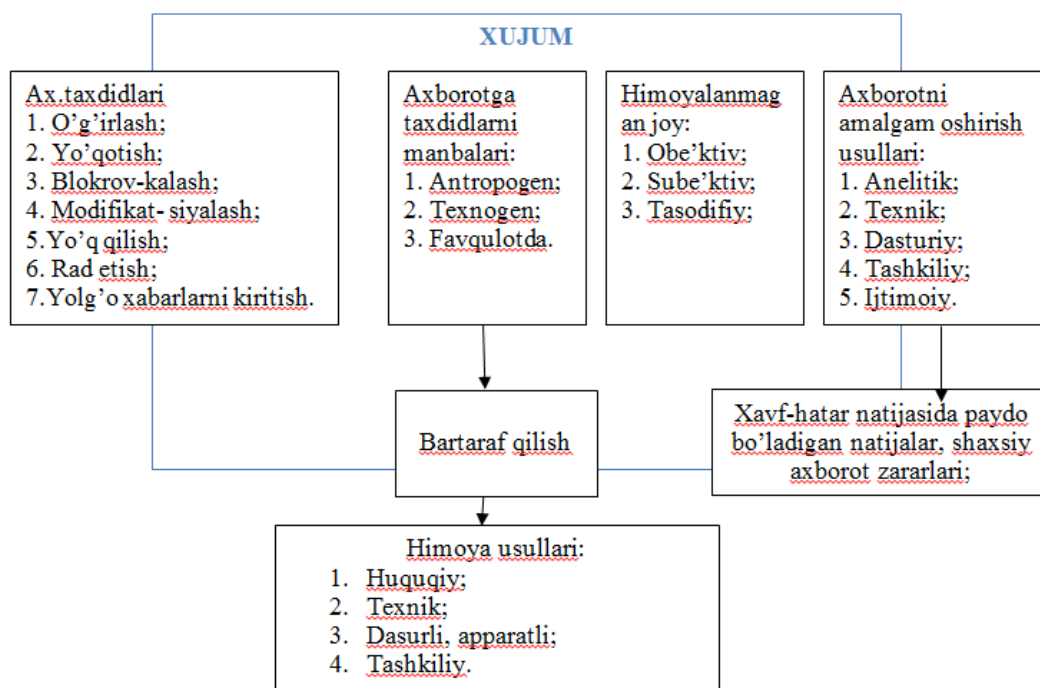 XUJUM
Ax.taxdidlari
1. O’g’irlash;
2. Yo’qotish;
3. Blokrov-kalash;
4. Modifikat- siyalash;
5.Yo’q qilish;
6. Rad etish;
7.Yolg’o xabarlarni kiritish.
Axborotga
taxdidlarni
manbalari:
1. Antropogen;
2. Texnogen;
3. Favqulotda.
Himoyalanmag
an joy:
1. Obe’ktiv;
2. Sube’ktiv;
3. Tasodifiy;
Axborotni
amalgam oshirish
usullari:
1. Anelitik;
2. Texnik;
3. Dasturiy;
4. Tashkiliy;
5. Ijtimoiy.
Bartaraf qilish
Xavf-hatar natijasida paydo
bo’ladigan natijalar, shaxsiy
axborot zararlari;
Himoya usullari:
1. Huquqiy;
2. Texnik;
3. Dasurli, apparatli;
4. Tashkiliy.